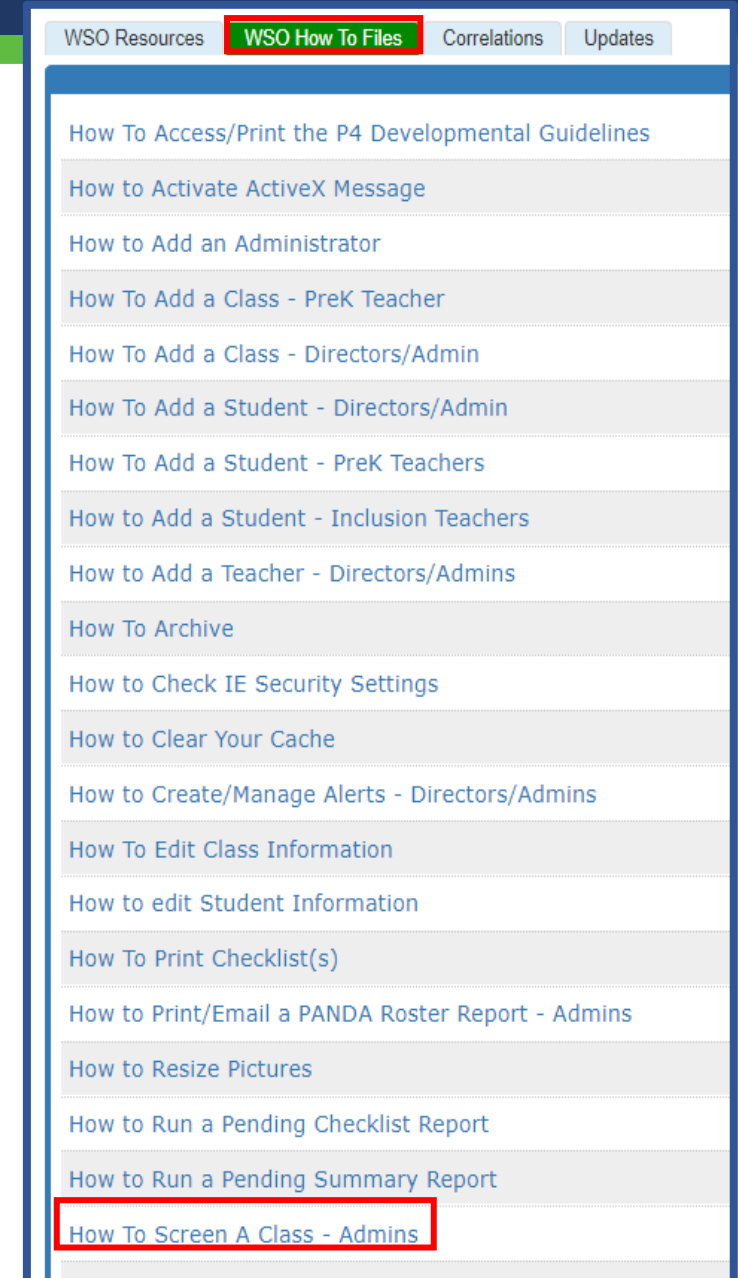 WSO Resources WSO How To Files Correlations Updates
How To Access/Print the P4 Developmental Guidelines
How to Activate ActiveX Message
How to Add an Administrator
How To Add a Class - PreK Teacher
How To Add a Class - Directors/Admin
How To Add a Student - Directors/Admin
How To Add a Student - PreK Teachers
How to Add a Student - Inclusion Teachers
How to Add a Teacher - Directors/Admins
How To Archive
How to Check IE Security Settings
How to Clear Your Cache
How to Create/Manage Alerts - Directors/Admins
How To Edit Class Information
How to edit Student Information
How To Print Checklist(s)
How to Print/Email a PANDA Roster Report - Admins
How to Resize Pictures
How to Run a Pending Checklist Report
How to Run a Pending Summary Report
How To Screen A Class - Admins